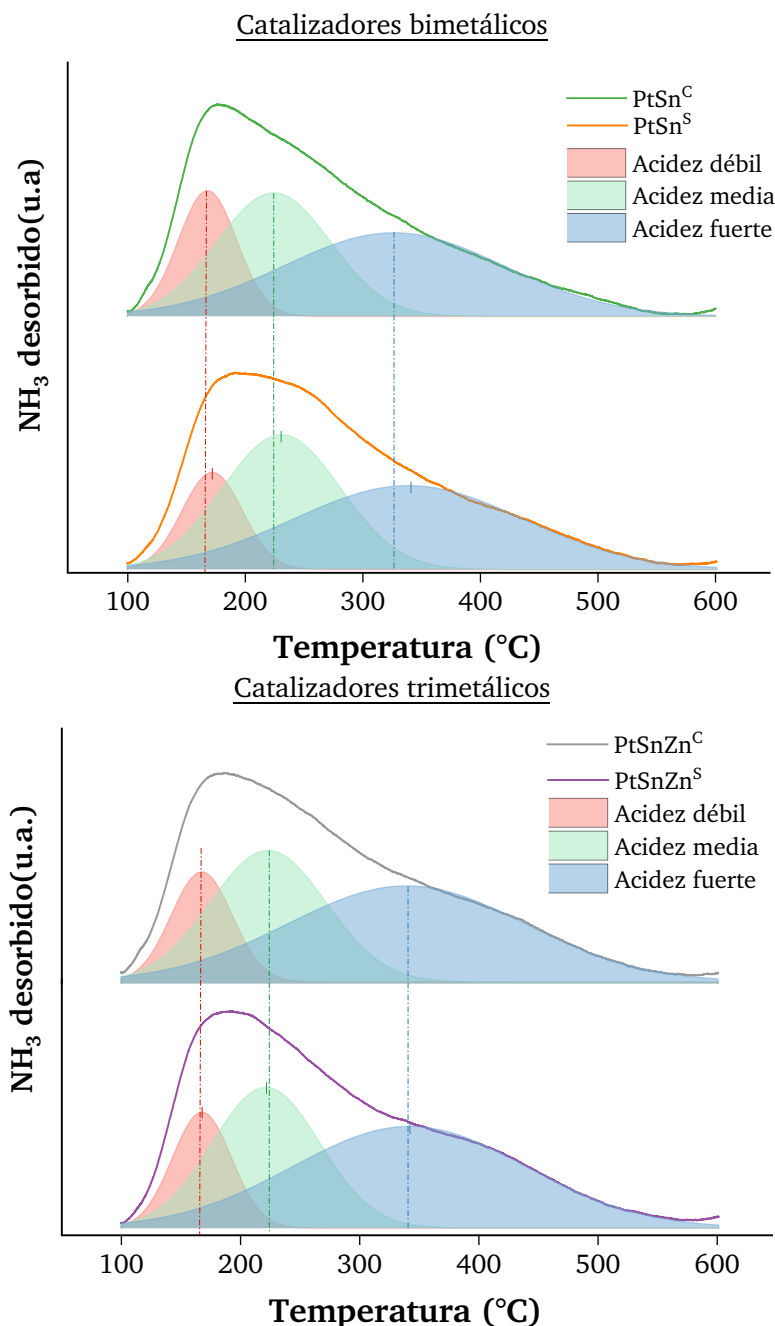 Catalizadores bimetálicos
PtSn^C
PtSn^S
Acidez débil
Acidez media
Acidez fuerte
NH₃ desorbido(u.a)
100 200 300 400 500 600
Temperatura (°C)
Catalizadores trimetálicos
PtSnZn^C
PtSnZn^S
Acidez débil
Acidez media
Acidez fuerte
NH₃ desorbido(u.a.)
100 200 300 400 500 600
Temperatura (°C)